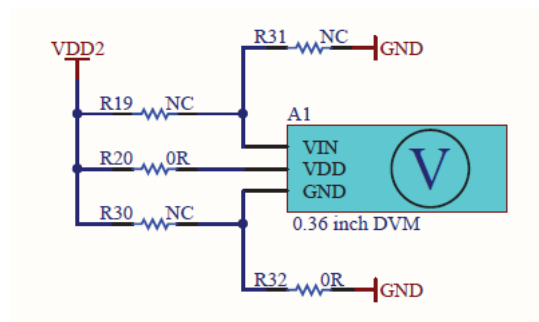 R31 NC
GND
VDD2
R19 NC
A1
VIN
R20 0R
VDD
V
GND
R30 NC
0.36 inch DVM
R32 0R
GND